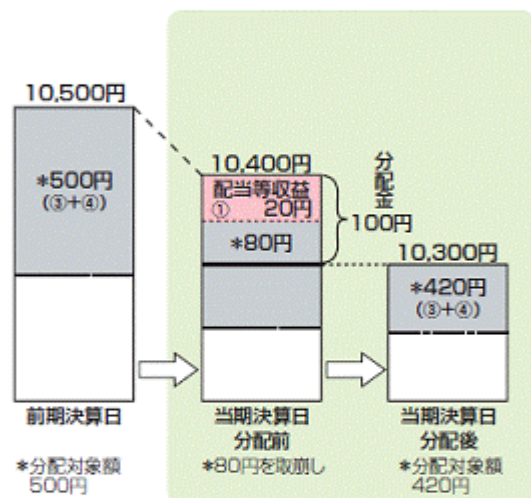 10,500円
*500円
(③+④)
10,400円
配当等収益
① 20円
*80円
分配金
100円
10,300円
*420円
(③+④)
前期決算日
*分配対象額
500円
当期決算日
分配前
*80円を取崩し
当期決算日
分配後
*分配対象額
420円